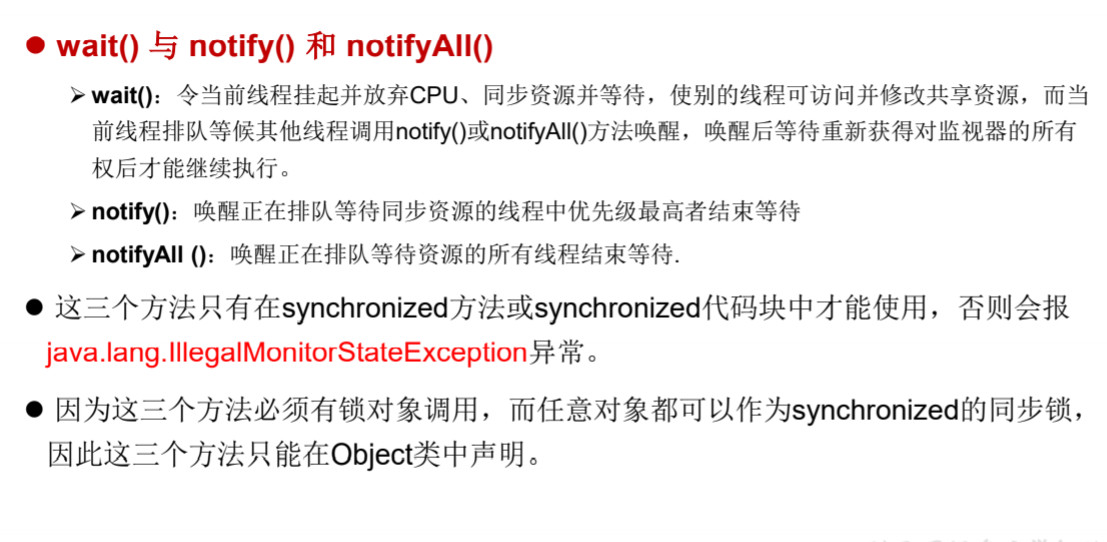 ● wait() 与 notify() 和 notifyAll()
➢ wait()：令当前线程挂起并放弃CPU、同步资源并等待，使别的线程可访问并修改共享资源，而当
前线程排队等候其他线程调用notify()或notifyAll()方法唤醒，唤醒后等待重新获得对监视器的所有
权后才能继续执行。
➢ notify()：唤醒正在排队等待同步资源的线程中优先级最高者结束等待
➢ notifyAll ()：唤醒正在排队等待资源的所有线程结束等待.
● 这三个方法只有在synchronized方法或synchronized代码块中才能使用，否则会报
java.lang.IllegalMonitorStateException异常。
● 因为这三个方法必须有锁对象调用，而任意对象都可以作为synchronized的同步锁，
因此这三个方法只能在Object类中声明。